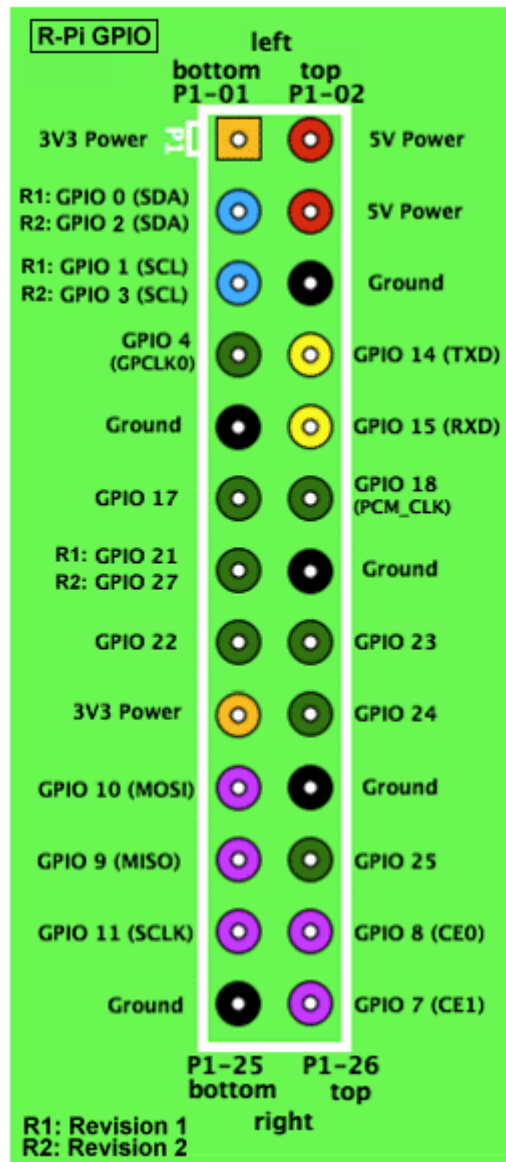 R-Pi GPIO
left
bottom top
P1-01 P1-02
3V3 Power P1 5V Power
R1: GPIO 0 (SDA)
R2: GPIO 2 (SDA) 5V Power
R1: GPIO 1 (SCL)
R2: GPIO 3 (SCL) Ground
GPIO 4
(GPCLK0) GPIO 14 (TXD)
Ground GPIO 15 (RXD)
GPIO 17 GPIO 18
(PCM_CLK)
R1: GPIO 21
R2: GPIO 27 Ground
GPIO 22 GPIO 23
3V3 Power GPIO 24
GPIO 10 (MOSI) Ground
GPIO 9 (MISO) GPIO 25
GPIO 11 (SCLK) GPIO 8 (CE0)
Ground GPIO 7 (CE1)
P1-25 P1-26
bottom top
right
R1: Revision 1
R2: Revision 2